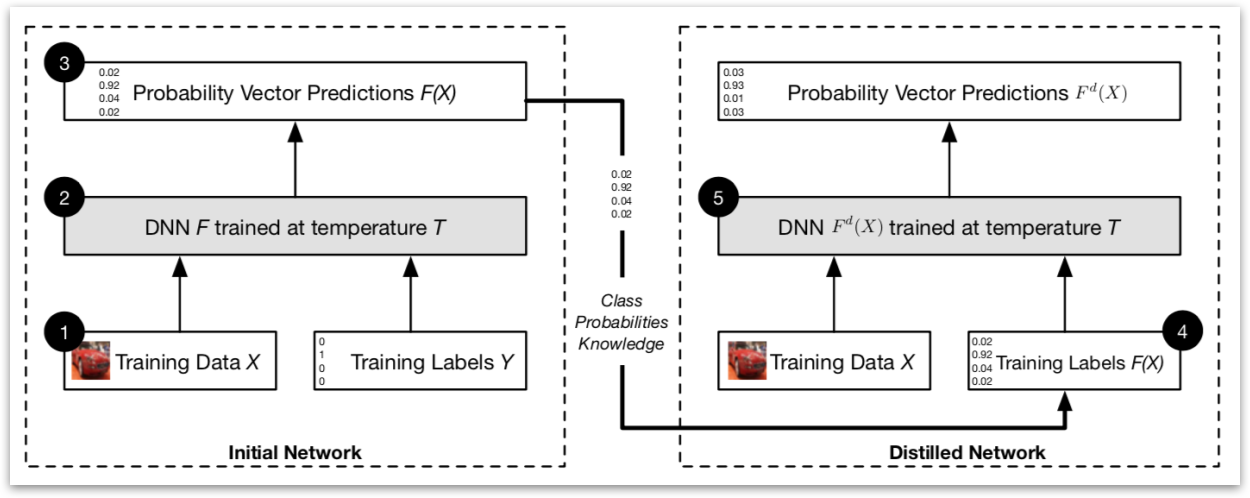 3
0.02
0.92
0.04
0.02
Probability Vector Predictions F(X)
2
DNN F trained at temperature T
1
Training Data X
0
1
0
0
Training Labels Y
Initial Network
0.02
0.92
0.04
0.02
Class
Probabilities
Knowledge
0.03
0.93
0.01
0.03
Probability Vector Predictions F^d(X)
5
DNN F^d(X) trained at temperature T
Training Data X
4
0.02
0.92
0.04
0.02
Training Labels F(X)
Distilled Network